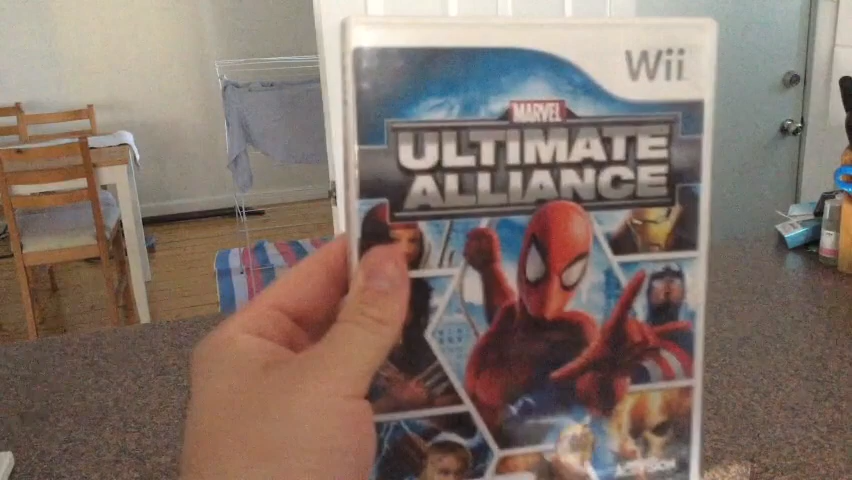 Wii
MARVEL
ULTIMATE
ALLIANCE
ACTIVISION